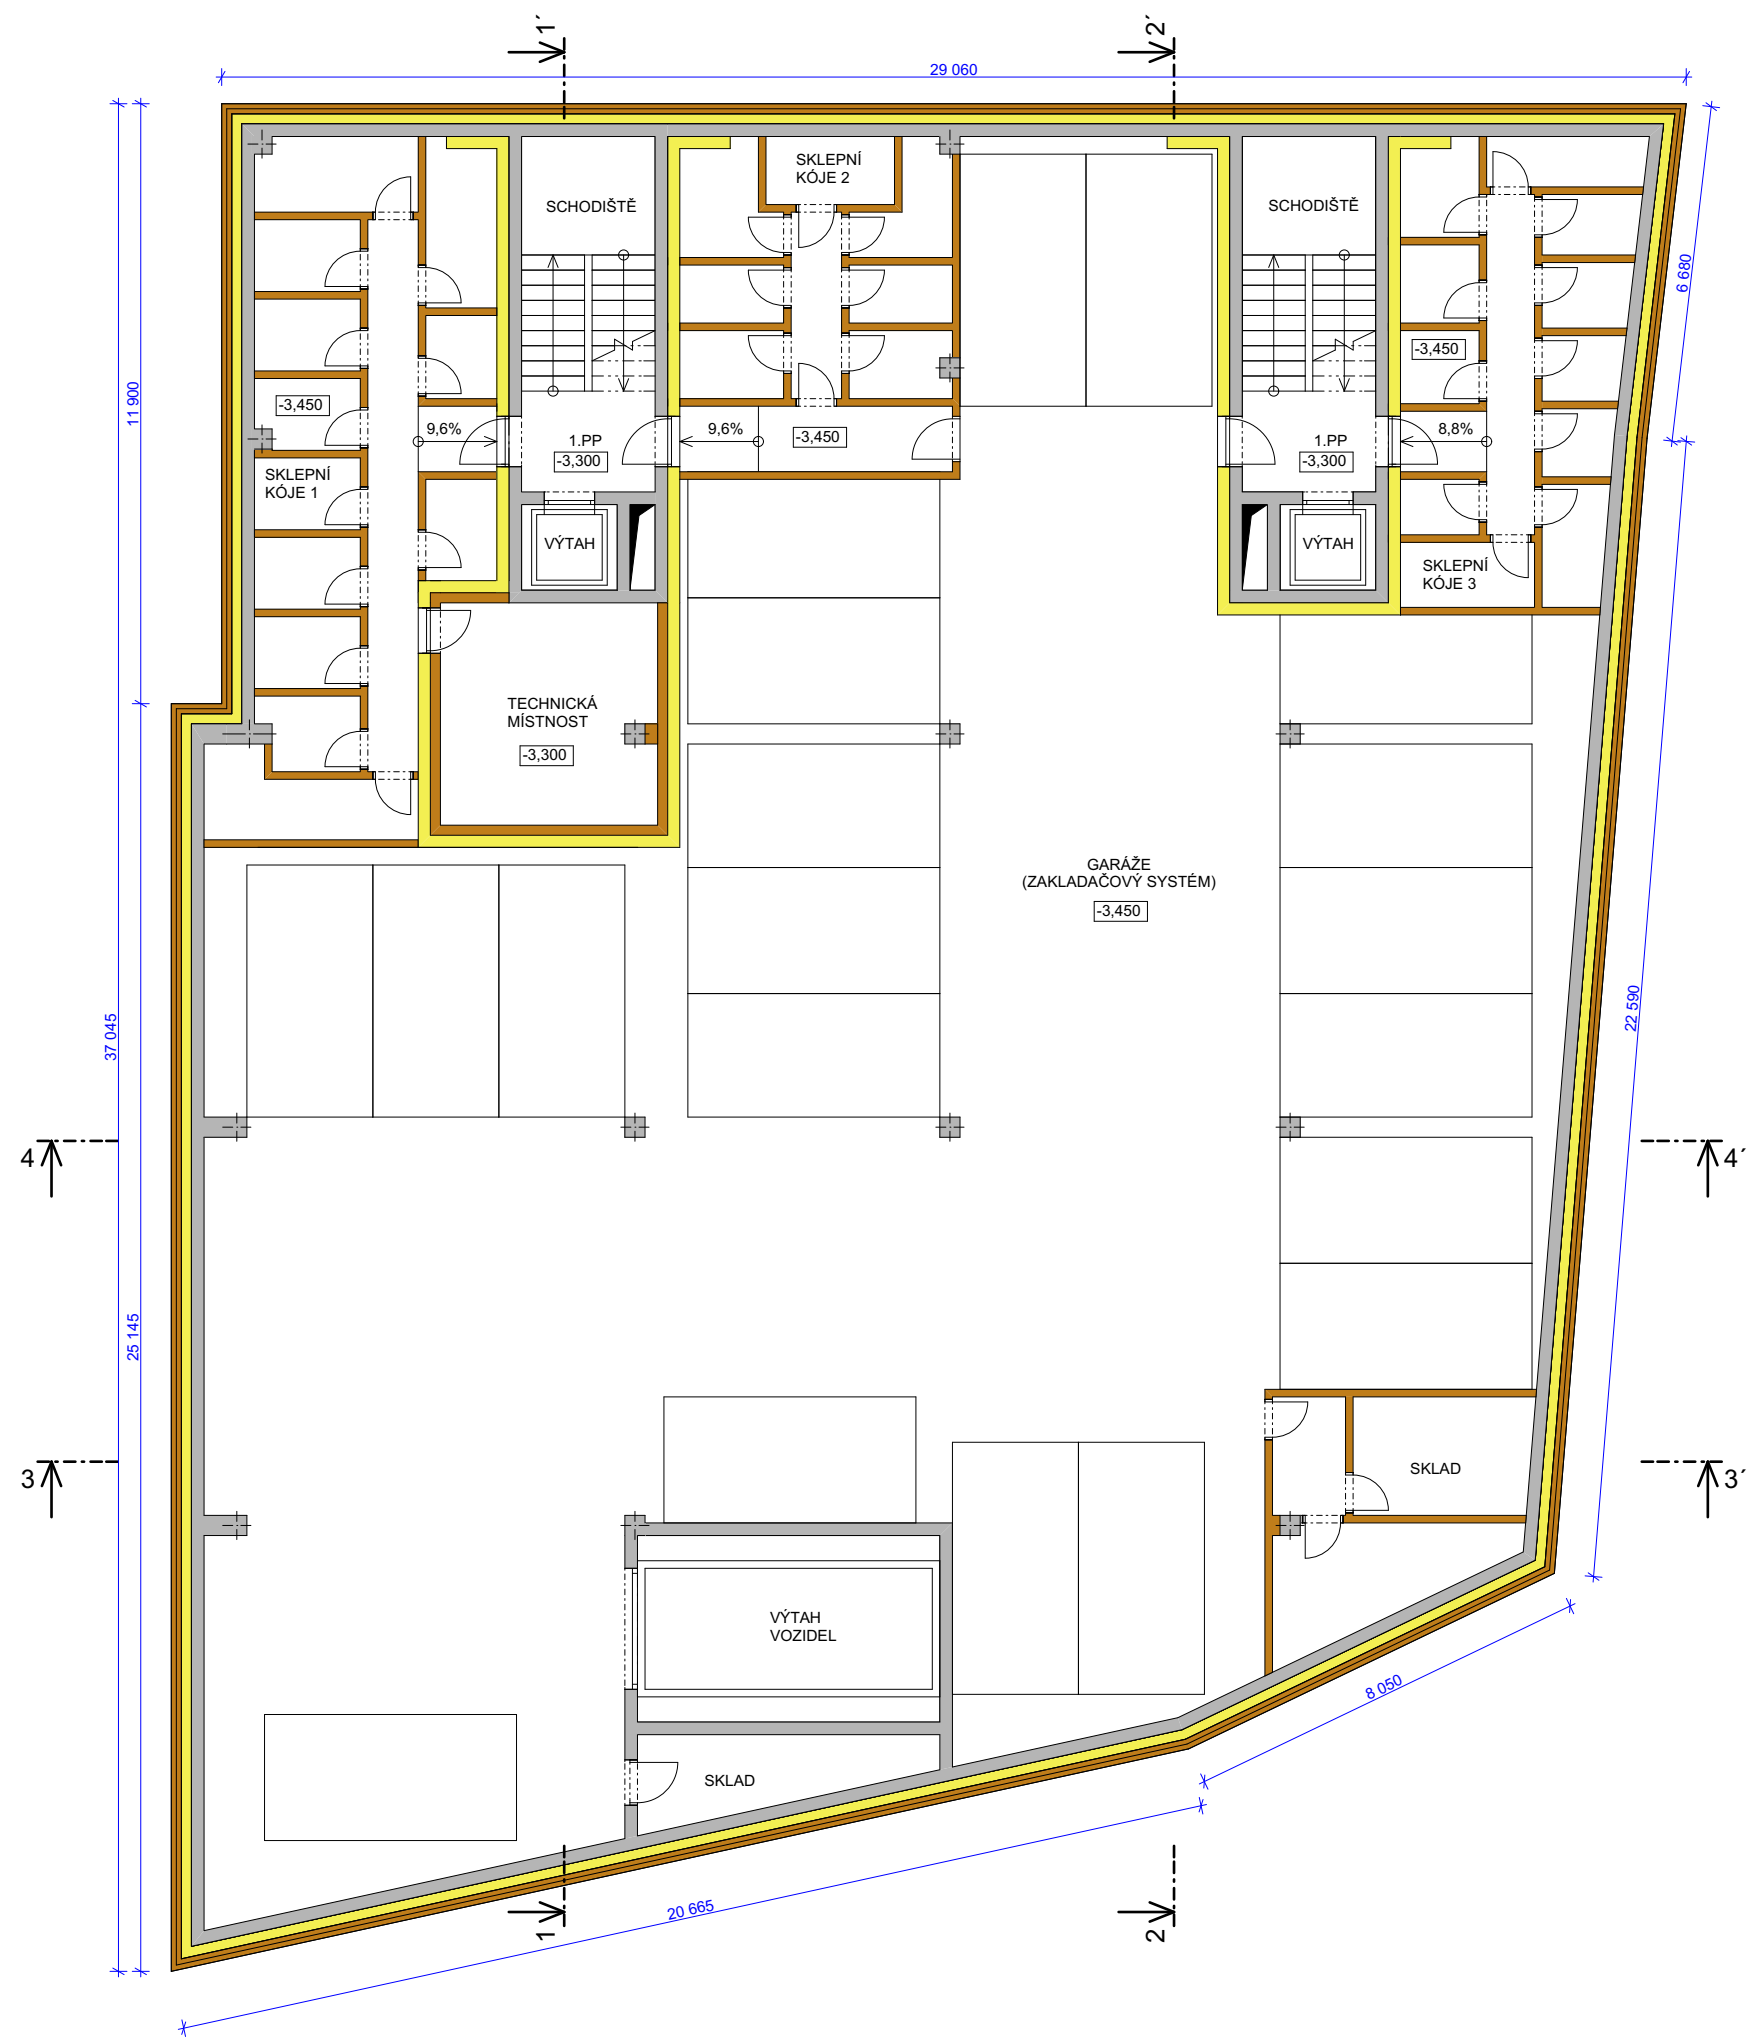 1´
2´
29 060
SKLEPNÍ
KÓJE 2
SCHODIŠTĚ
SCHODIŠTĚ
6 680
11 900
-3,450
-3,450
9,6%
1.PP
-3,300
9,6%
-3,450
1.PP
-3,300
8,8%
SKLEPNÍ
KÓJE 1
VÝTAH
VÝTAH
SKLEPNÍ
KÓJE 3
TECHNICKÁ
MÍSTNOST
-3,300
GARÁŽE
(ZAKLADAČOVÝ SYSTÉM)
-3,450
37 045
22 590
4
4´
25 145
3
SKLAD
3´
VÝTAH
VOZIDEL
8 050
SKLAD
20 665
1
2